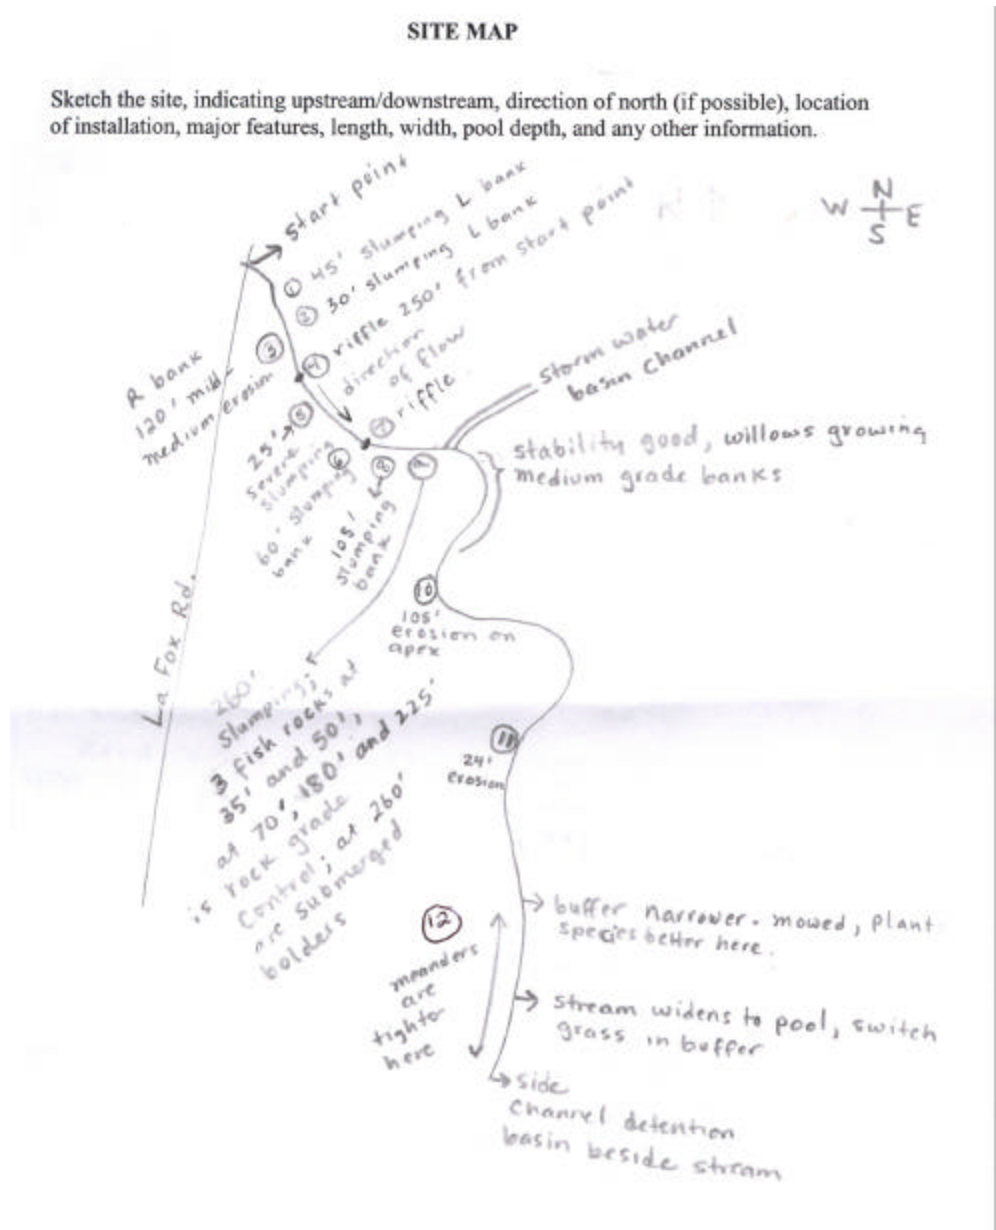 SITE MAP
Sketch the site, indicating upstream/downstream, direction of north (if possible), location
of installation, major features, length, width, pool depth, and any other information.
start point
N
W E
S
① 45' slumping L bank
② 30' slumping L bank
③
R bank
120' mild-
medium erosion
④ riffle 250' from start point
direction
of flow
⑤
25'
severe
slumping
⑥
60' slumping
bank
⑦ riffle
⑧
105'
slumping
bank
⑨
storm water
basin channel
stability good, willows growing
medium grade banks
⑩
105'
erosion on
apex
La Fox Rd.
260'
slumping;
3 fish rocks at
35' and 50',
at 70', 180' and 225'
is rock grade
control; at 260'
are submerged
bolders
⑪
24'
erosion
⑫
meanders
are
tighter
here
buffer narrower. mowed, plant
species better here.
stream widens to pool, switch
grass in buffer
side
channel detention
basin beside stream